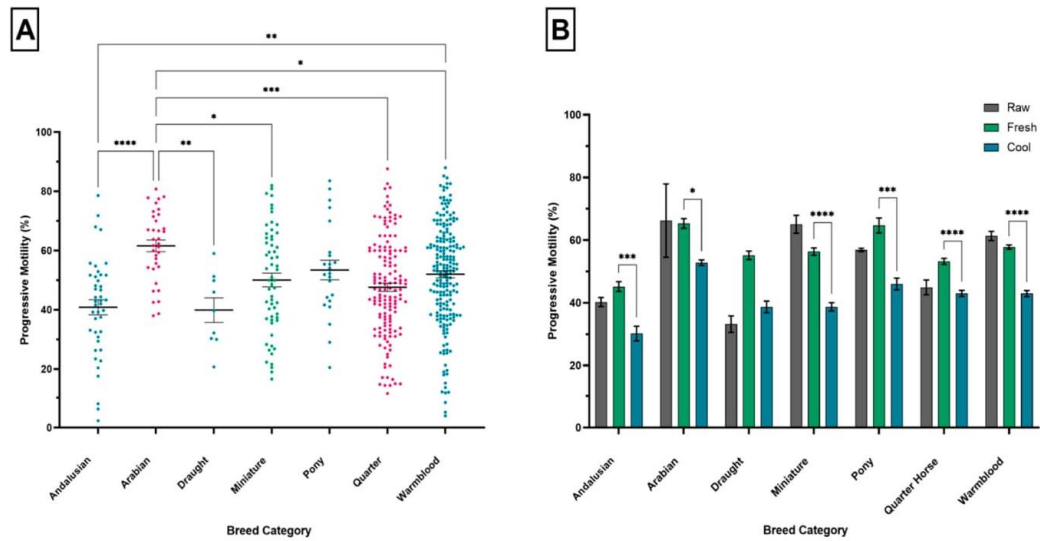 A
**
*
***
*
**** **
100
80
60
40
20
0
Progressive Motility (%)
Andalusian
Arabian
Draught
Miniature
Pony
Quarter
Warmblood
Breed Category
B
Raw
Fresh
Cool
100
80
60
40
20
0
Progressive Motility (%)
***
*
****
***
****
****
Andalusian
Arabian
Draught
Miniature
Pony
Quarter Horse
Warmblood
Breed Category